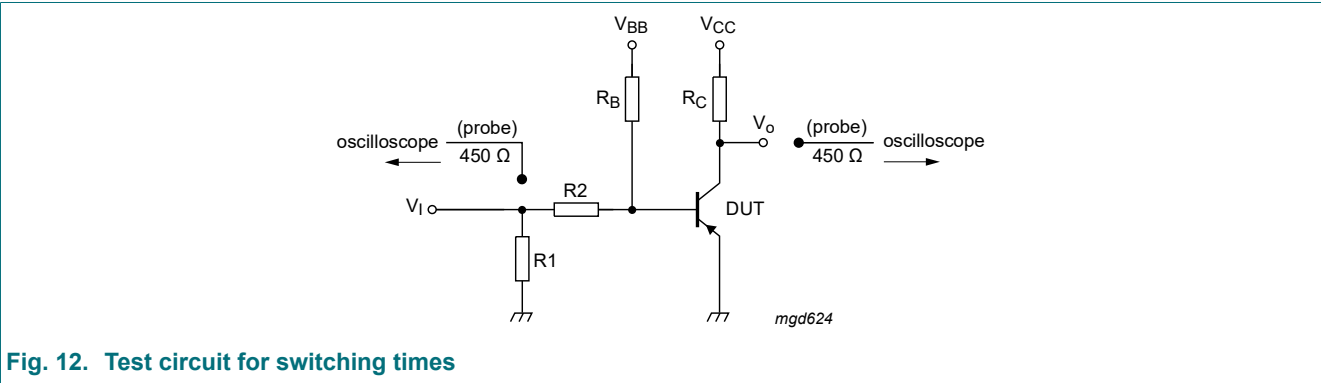 VBB
VCC
RB
RC
Vo
(probe)
oscilloscope
450 Ω
(probe)
oscilloscope
450 Ω
R2
VI
DUT
R1
mgd624
Fig. 12. Test circuit for switching times